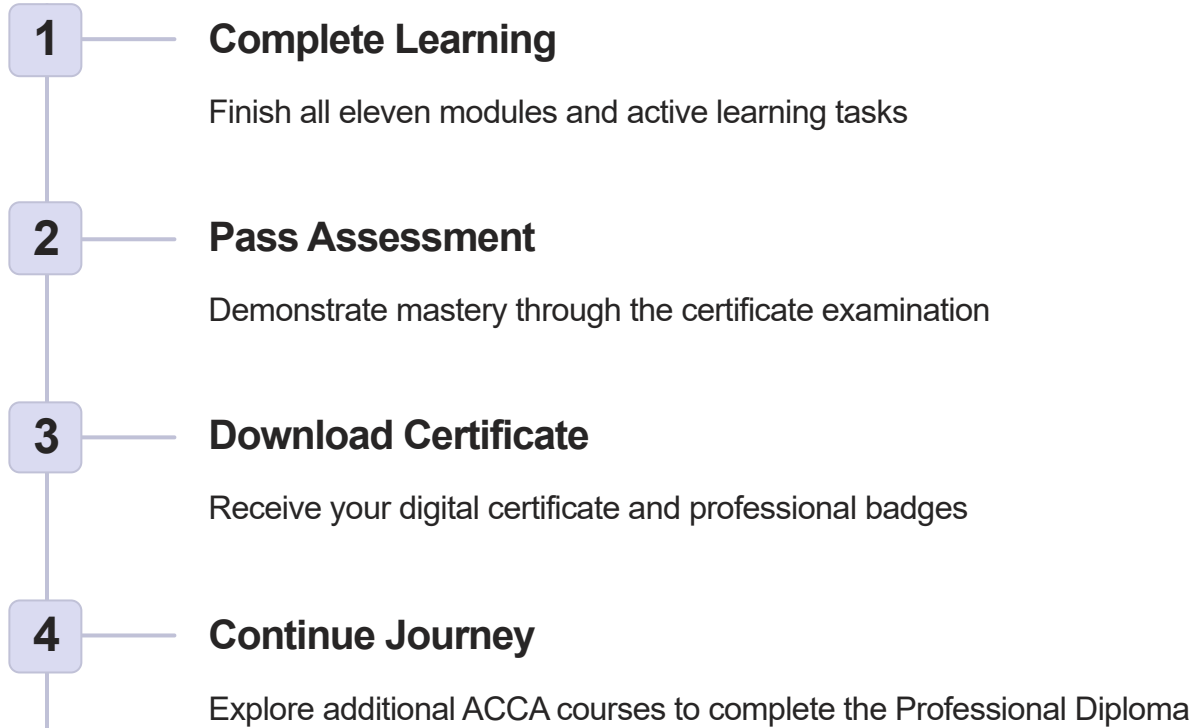 1
Complete Learning
Finish all eleven modules and active learning tasks
2
Pass Assessment
Demonstrate mastery through the certificate examination
3
Download Certificate
Receive your digital certificate and professional badges
4
Continue Journey
Explore additional ACCA courses to complete the Professional Diploma